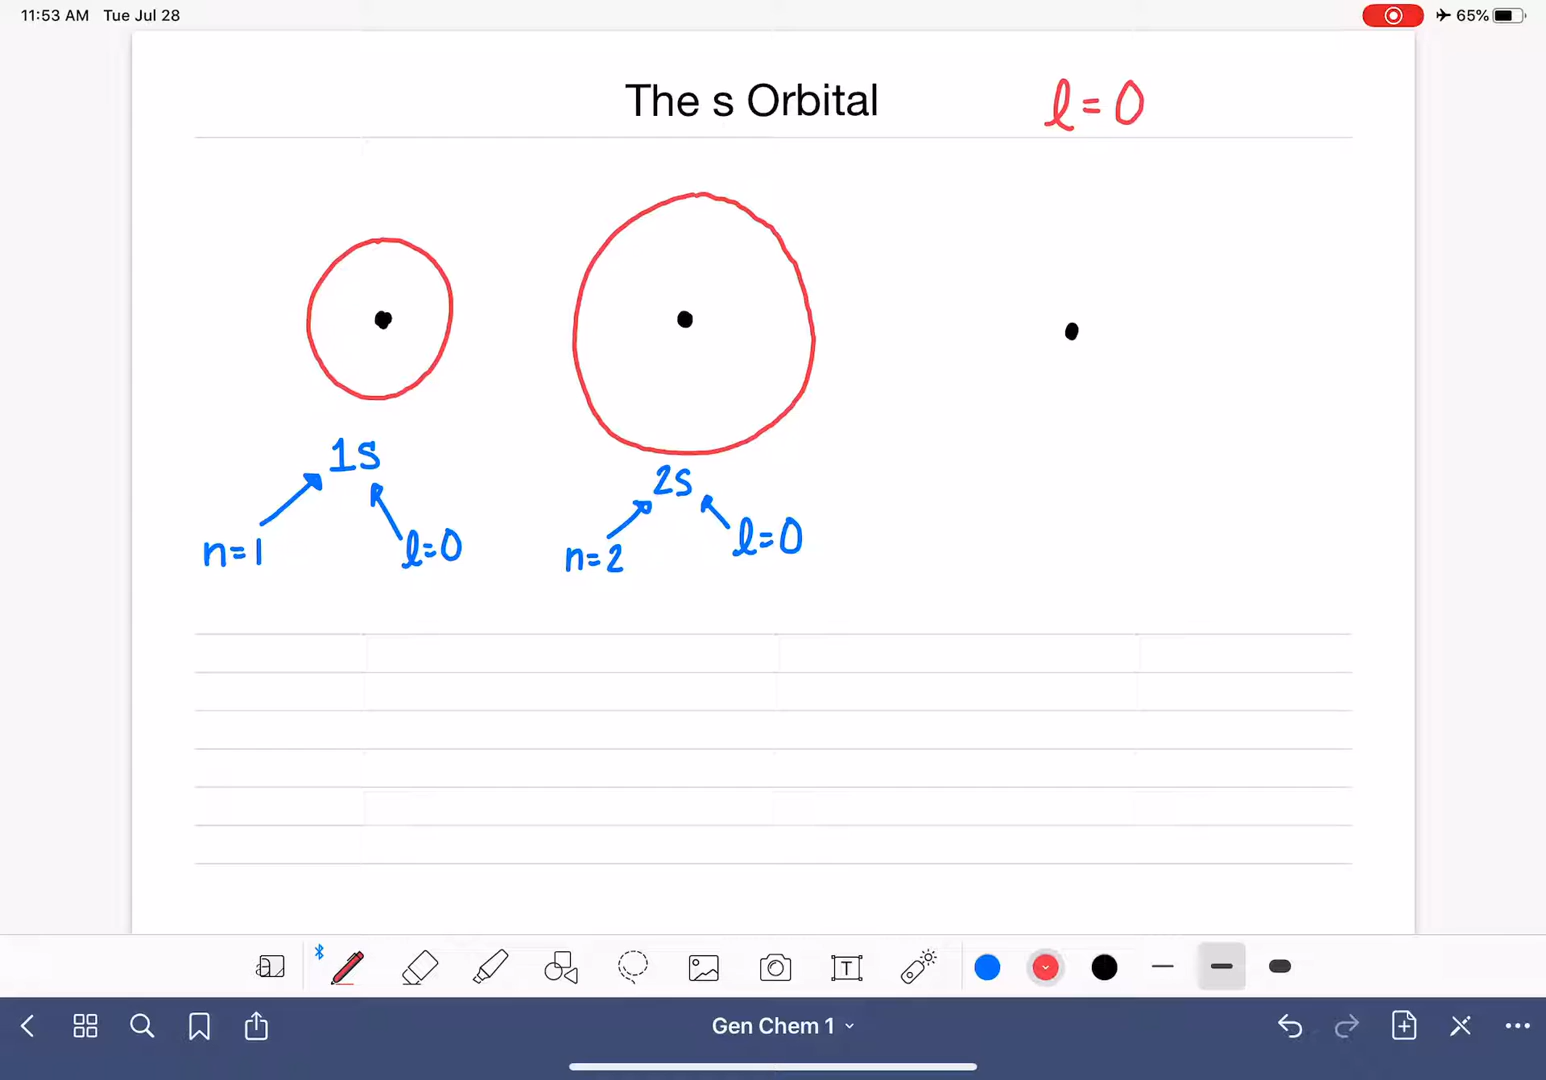 11:53 AM Tue Jul 28
65%
The s Orbital
l = 0
1s
2s
n=1
l=0
n=2
l=0
T
Gen Chem 1